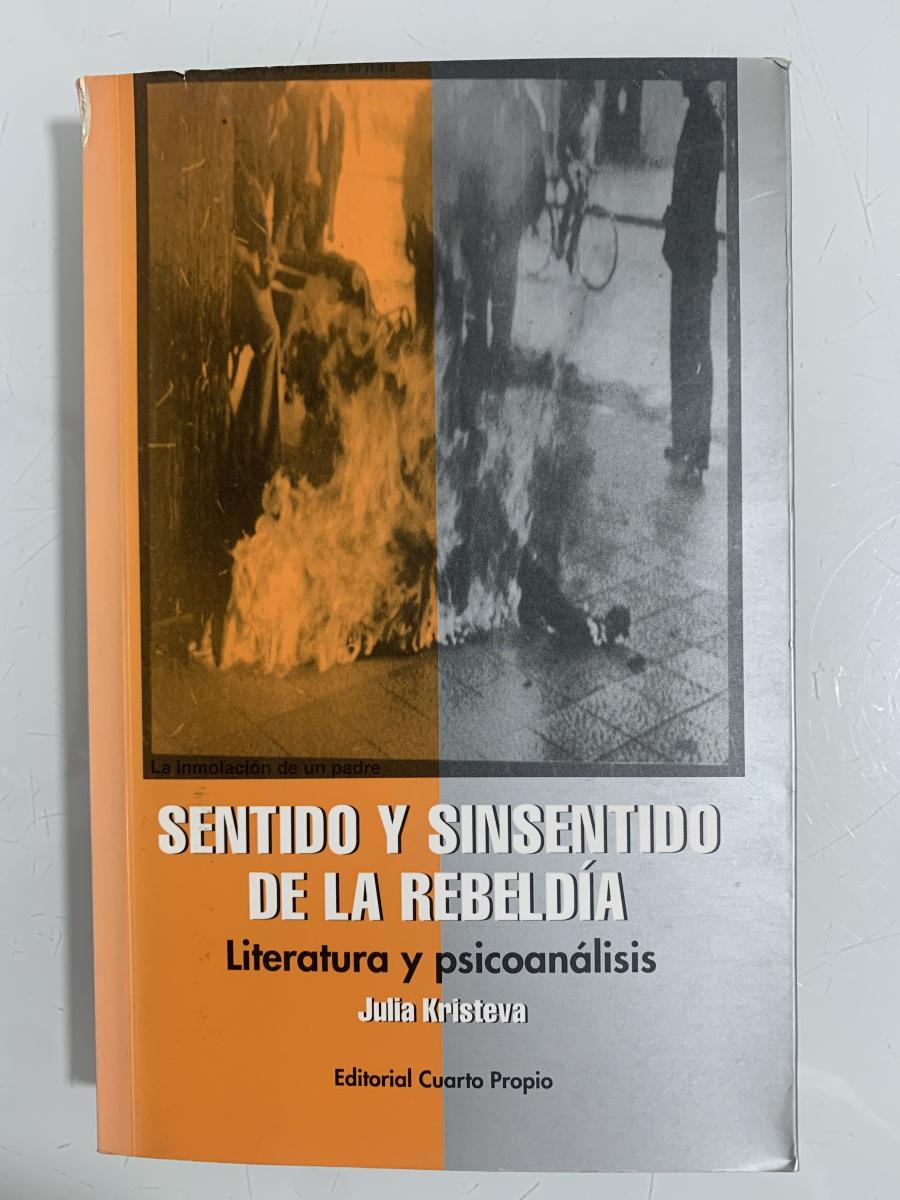 La inmolación de un padre
SENTIDO Y SINSENTIDO
DE LA REBELDÍA
Literatura y psicoanálisis
Julia Kristeva
Editorial Cuarto Propio